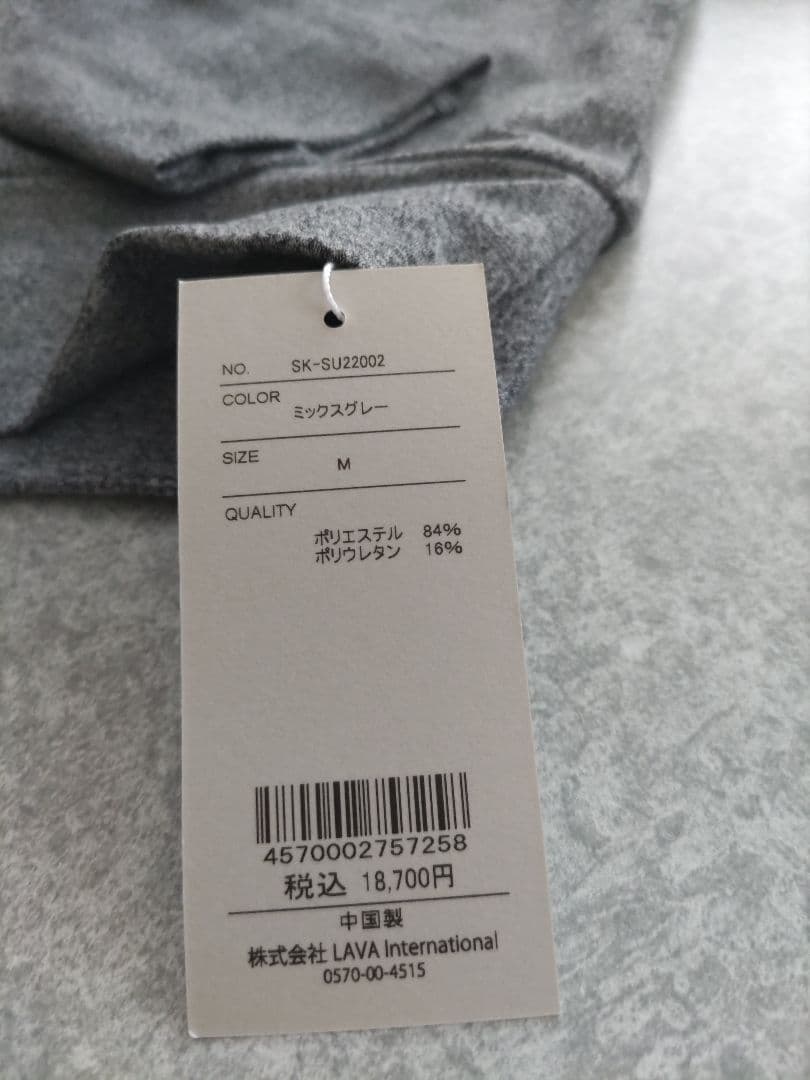 NO. SK-SU22002
COLOR ミックスグレー
SIZE M
QUALITY
ポリエステル 84%
ポリウレタン 16%
4570002757258
税込 18,700円
中国製
株式会社 LAVA International
0570-00-4515